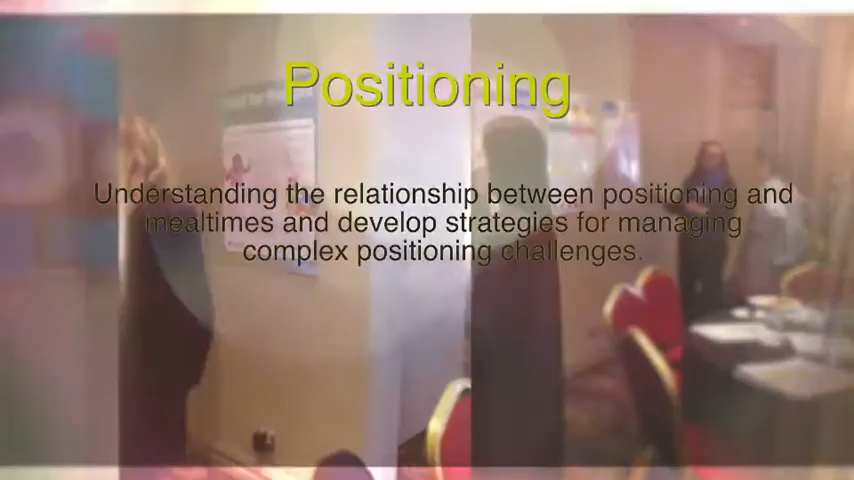 Positioning
Understanding the relationship between positioning and
mealtimes and develop strategies for managing
complex positioning challenges.